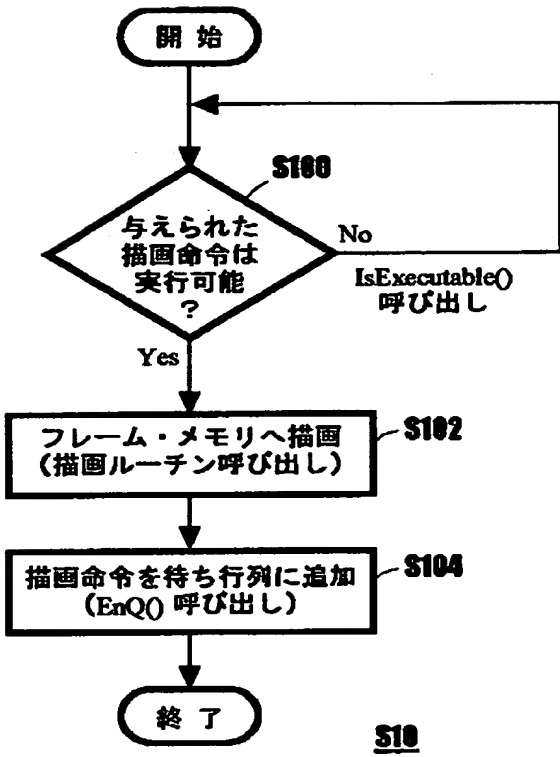 開 始
S100
与えられた
描画命令は
実行可能
?
No
IsExecutable()
呼び出し
Yes
フレーム・メモリへ描画
(描画ルーチン呼び出し)
S102
描画命令を待ち行列に追加
(EnQ() 呼び出し)
S104
終 了
S10